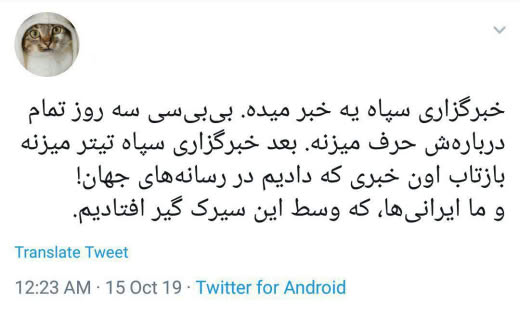 خبرگزاری سپاه یه خبر میده. بی‌بی‌سی سه روز تمام
درباره‌ش حرف میزنه. بعد خبرگزاری سپاه تیتر میزنه
بازتاب اون خبری که دادیم در رسانه‌های جهان!
و ما ایرانی‌ها، که وسط این سیرک گیر افتادیم.
Translate Tweet
12:23 AM · 15 Oct 19 · Twitter for Android